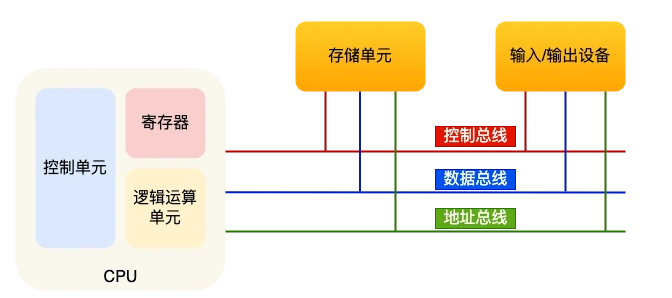 存储单元
输入/输出设备
控制单元
寄存器
逻辑运算
单元
CPU
控制总线
数据总线
地址总线